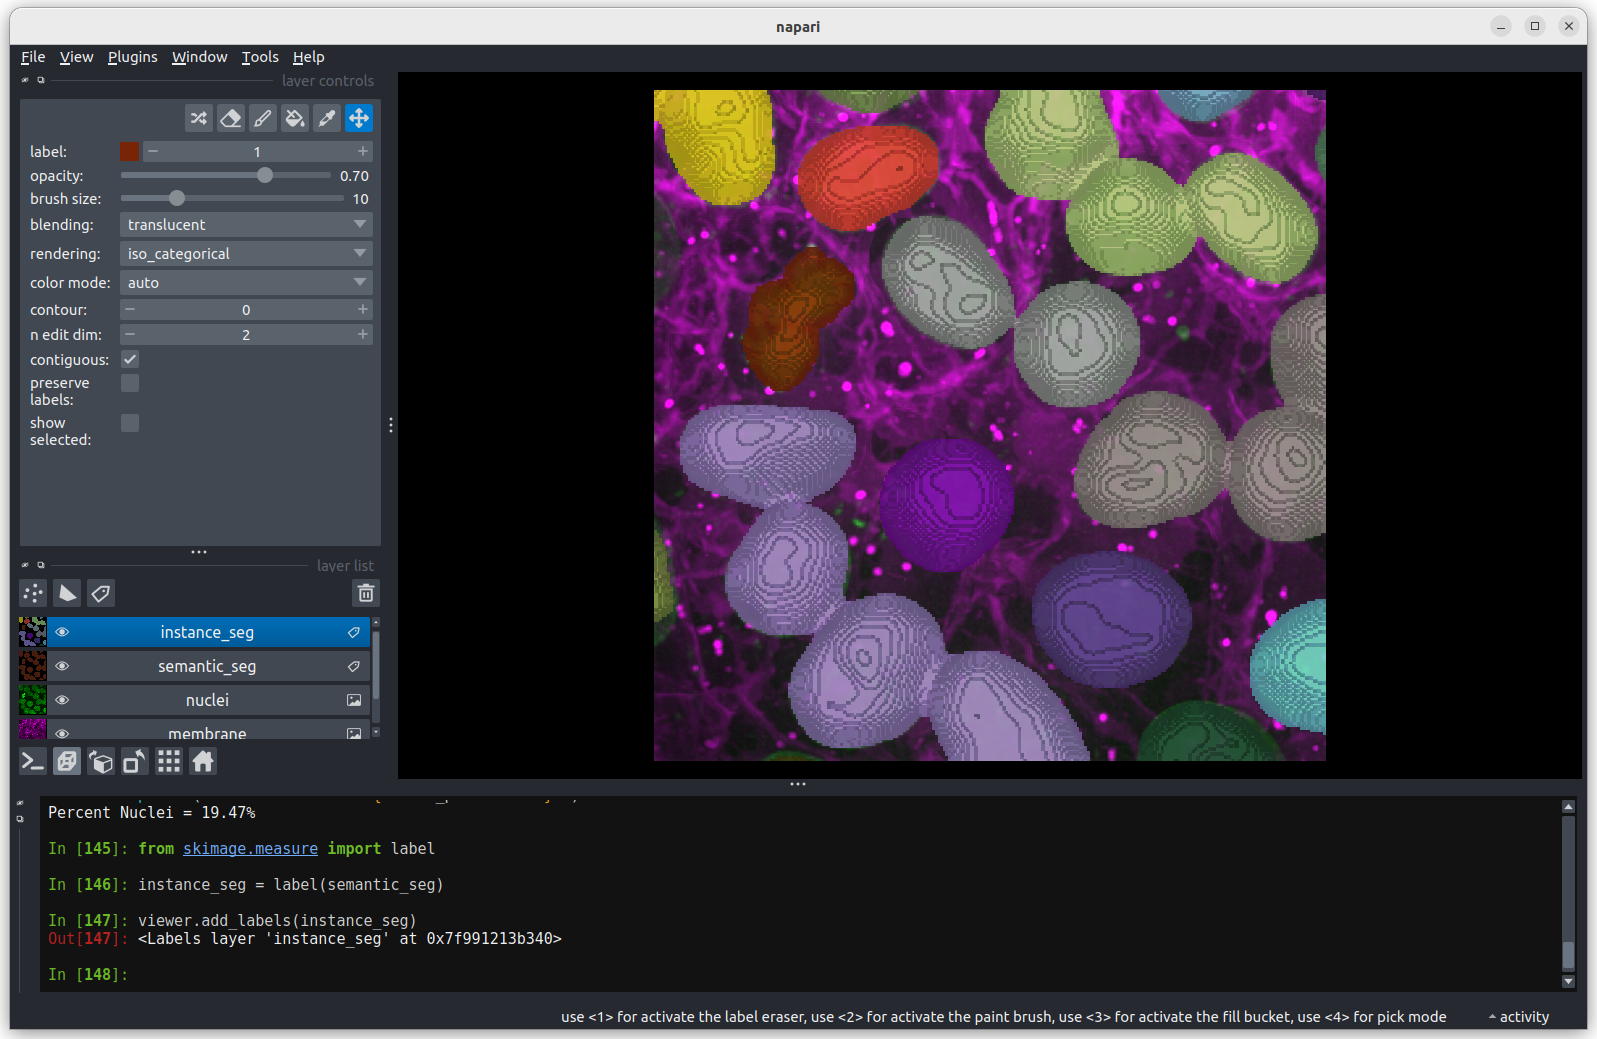 napari
File View Plugins Window Tools Help
layer controls
label: 1
opacity: 0.70
brush size: 10
blending: translucent
rendering: iso_categorical
color mode: auto
contour: 0
n edit dim: 2
contiguous:
preserve
labels:
show
selected:
layer list
instance_seg
semantic_seg
nuclei
membrane
Percent Nuclei = 19.47%
In [145]: from skimage.measure import label
In [146]: instance_seg = label(semantic_seg)
In [147]: viewer.add_labels(instance_seg)
Out[147]: <Labels layer 'instance_seg' at 0x7f991213b340>
In [148]:
use <1> for activate the label eraser, use <2> for activate the paint brush, use <3> for activate the fill bucket, use <4> for pick mode
activity